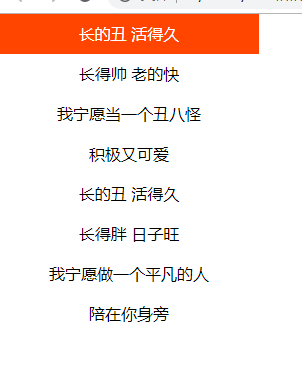 长的丑 活得久
长得帅 老的快
我宁愿当一个丑八怪
积极又可爱
长的丑 活得久
长得胖 日子旺
我宁愿做一个平凡的人
陪在你身旁